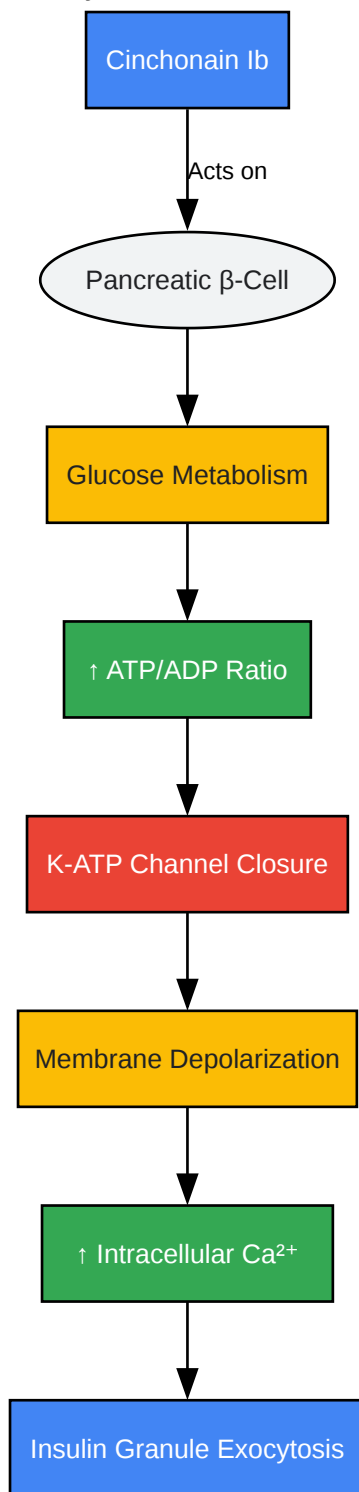 Cinchonain Ib
Acts on
Pancreatic β-Cell
Glucose Metabolism
↑ ATP/ADP Ratio
K-ATP Channel Closure
Membrane Depolarization
↑ Intracellular Ca²⁺
Insulin Granule Exocytosis